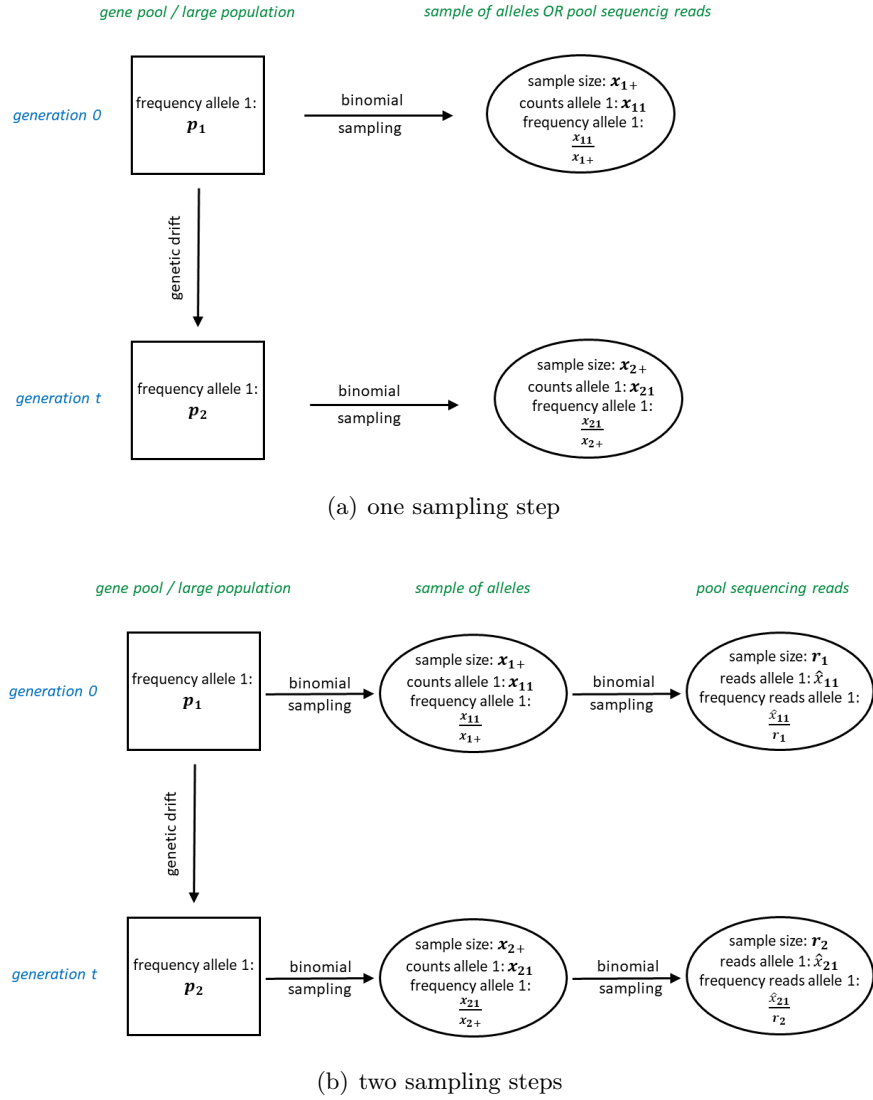 gene pool / large population
sample of alleles OR pool sequencig reads
generation 0
frequency allele 1:
p₁
binomial
sampling
sample size: x₁₊
counts allele 1: x₁₁
frequency allele 1:
x₁₁
x₁₊
genetic drift
generation t
frequency allele 1:
p₂
binomial
sampling
sample size: x₂₊
counts allele 1: x₂₁
frequency allele 1:
x₂₁
x₂₊
(a) one sampling step
gene pool / large population
sample of alleles
pool sequencing reads
generation 0
frequency allele 1:
p₁
binomial
sampling
sample size: x₁₊
counts allele 1: x₁₁
frequency allele 1:
x₁₁
x₁₊
binomial
sampling
sample size: r₁
reads allele 1: x̂₁₁
frequency reads allele 1:
x̂₁₁
r₁
genetic drift
generation t
frequency allele 1:
p₂
binomial
sampling
sample size: x₂₊
counts allele 1: x₂₁
frequency allele 1:
x₂₁
x₂₊
binomial
sampling
sample size: r₂
reads allele 1: x̂₂₁
frequency reads allele 1:
x̂₂₁
r₂
(b) two sampling steps